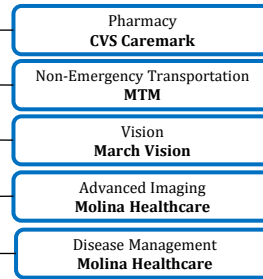 Pharmacy
CVS Caremark
Non-Emergency Transportation
MTM
Vision
March Vision
Advanced Imaging
Molina Healthcare
Disease Management
Molina Healthcare